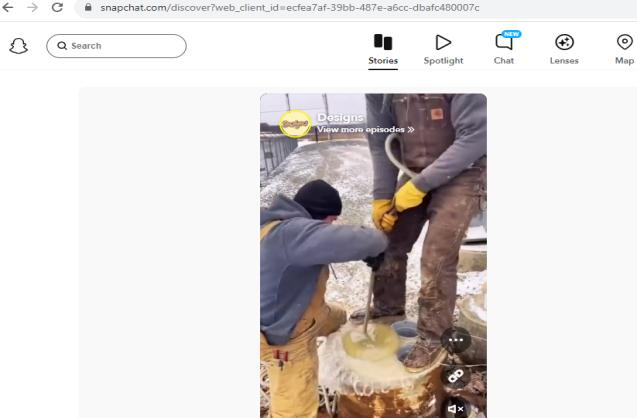 snapchat.com/discover?web_client_id=ecfea7af-39bb-487e-a6cc-dbafc480007c
Search
NEW
Stories Spotlight Chat Lenses Map
Designs
View more episodes >>